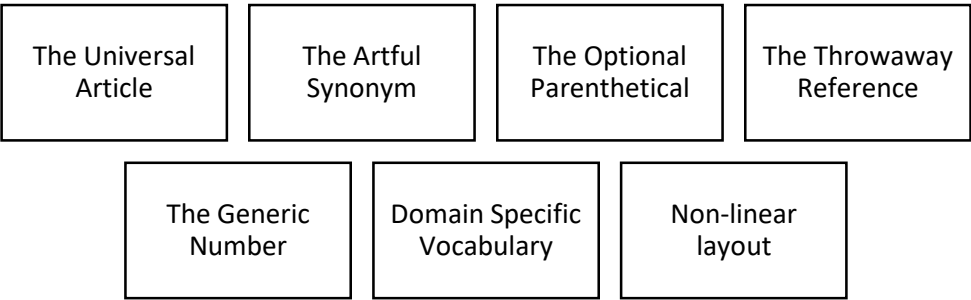 The Universal
Article
The Artful
Synonym
The Optional
Parenthetical
The Throwaway
Reference
The Generic
Number
Domain Specific
Vocabulary
Non-linear
layout